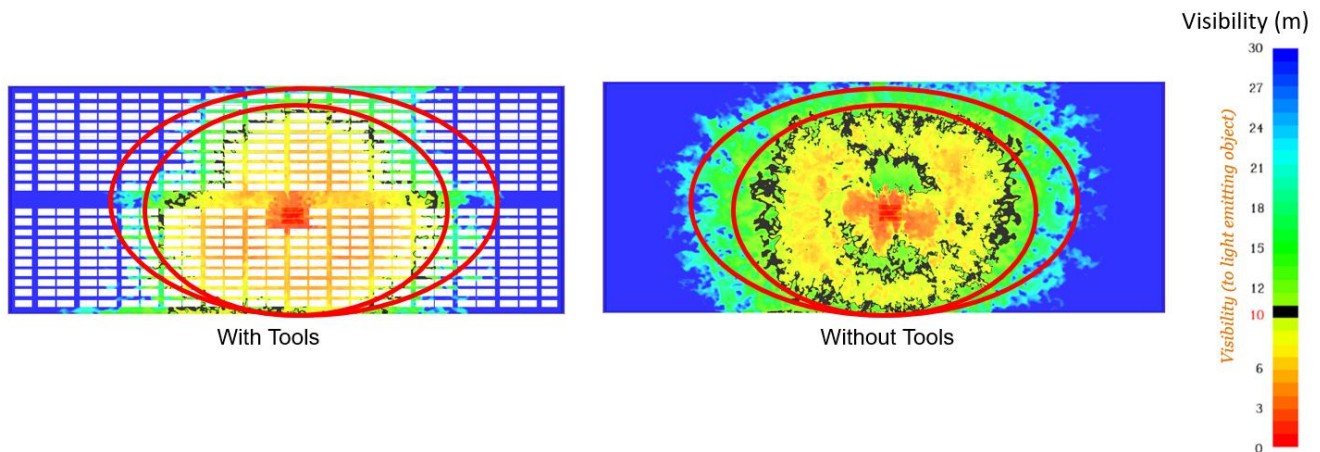 Visibility (m)
30
27
24
21
18
15
12
10
6
3
0
Visibility (to light emitting object)
With Tools
Without Tools